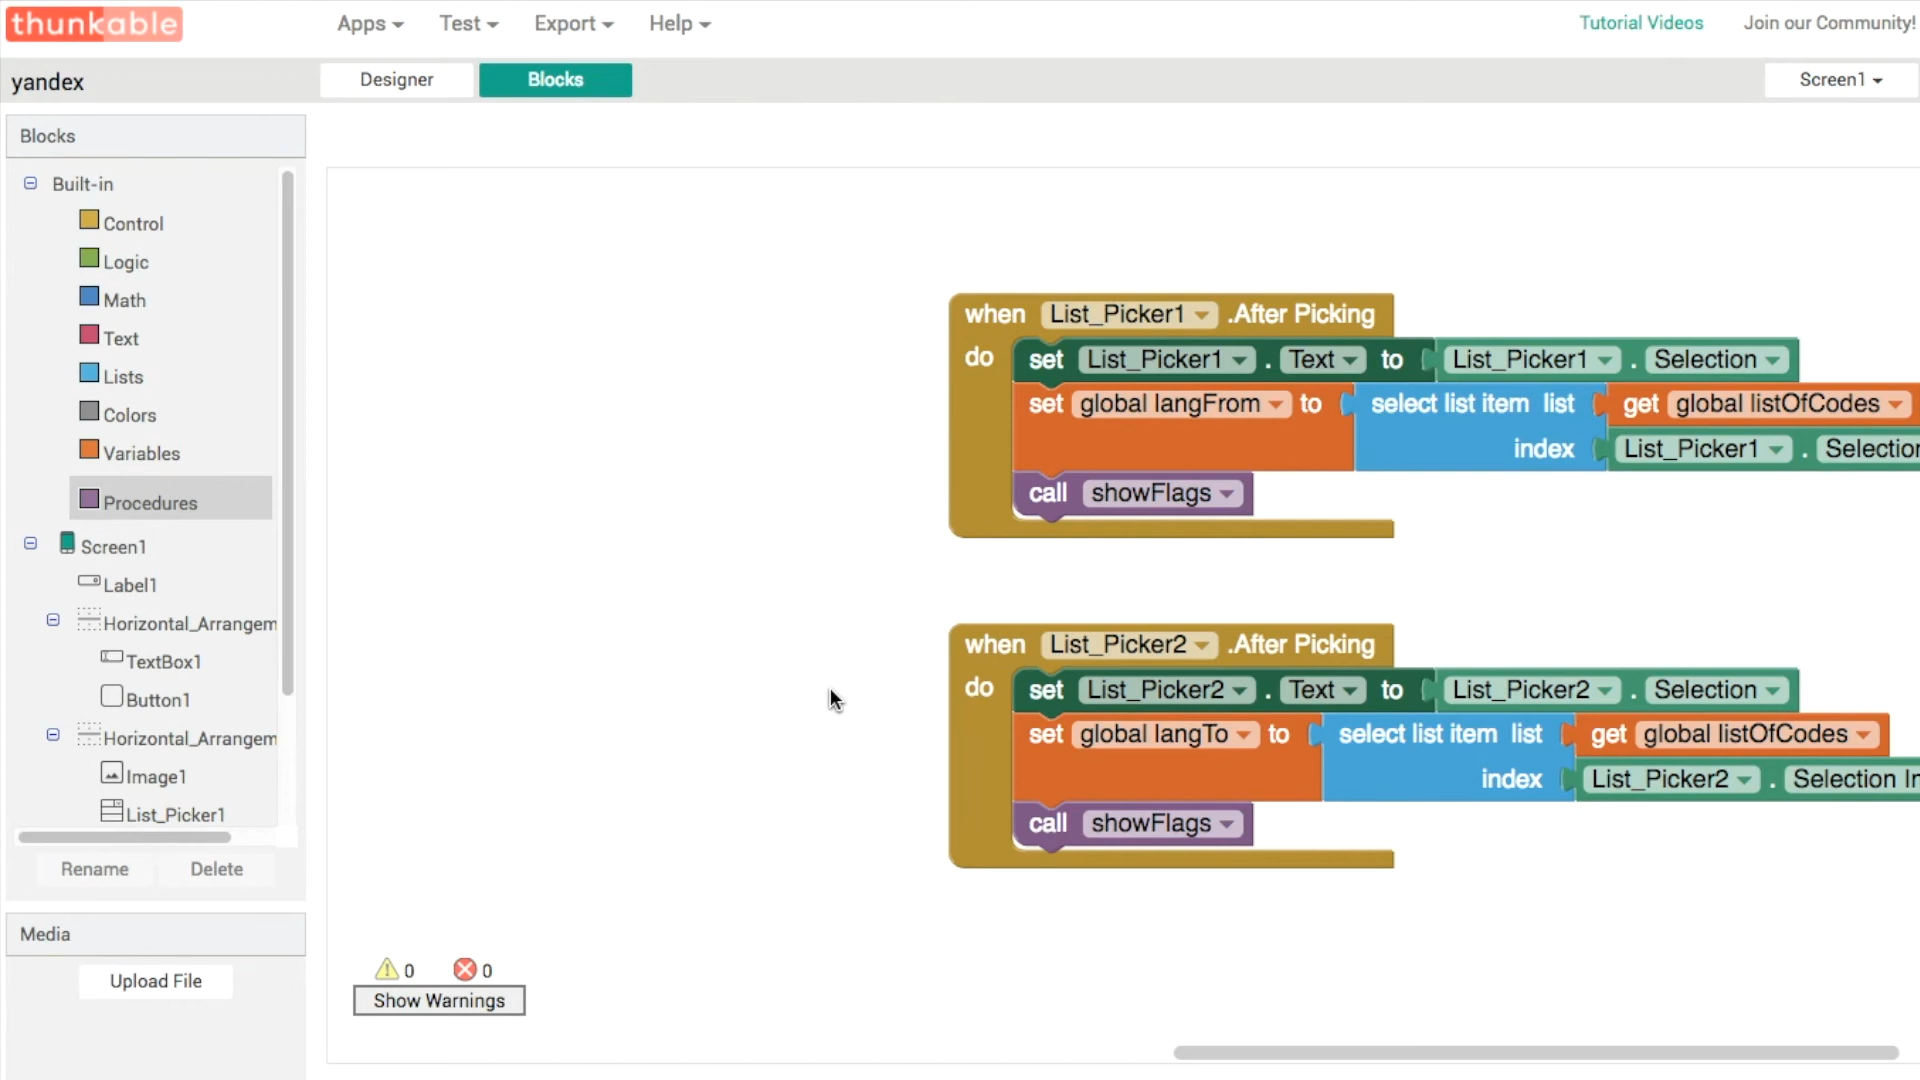 thunkable
Apps Test Export Help
Tutorial Videos Join our Community!
yandex
Designer Blocks
Screen1
Blocks
Built-in
Control
Logic
Math
Text
Lists
Colors
Variables
Procedures
Screen1
Label1
Horizontal_Arrangem
TextBox1
Button1
Horizontal_Arrangem
Image1
List_Picker1
Rename Delete
Media
Upload File
when List_Picker1 .After Picking
do set List_Picker1 . Text to List_Picker1 . Selection
set global langFrom to select list item list get global listOfCodes
index List_Picker1 . Selection
call showFlags
when List_Picker2 .After Picking
do set List_Picker2 . Text to List_Picker2 . Selection
set global langTo to select list item list get global listOfCodes
index List_Picker2 . Selection In
call showFlags
0 0
Show Warnings